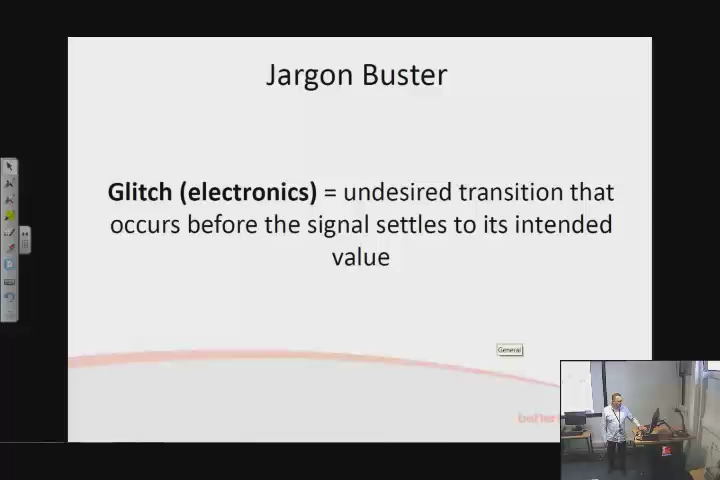 Jargon Buster
Glitch (electronics) = undesired transition that
occurs before the signal settles to its intended
value
General